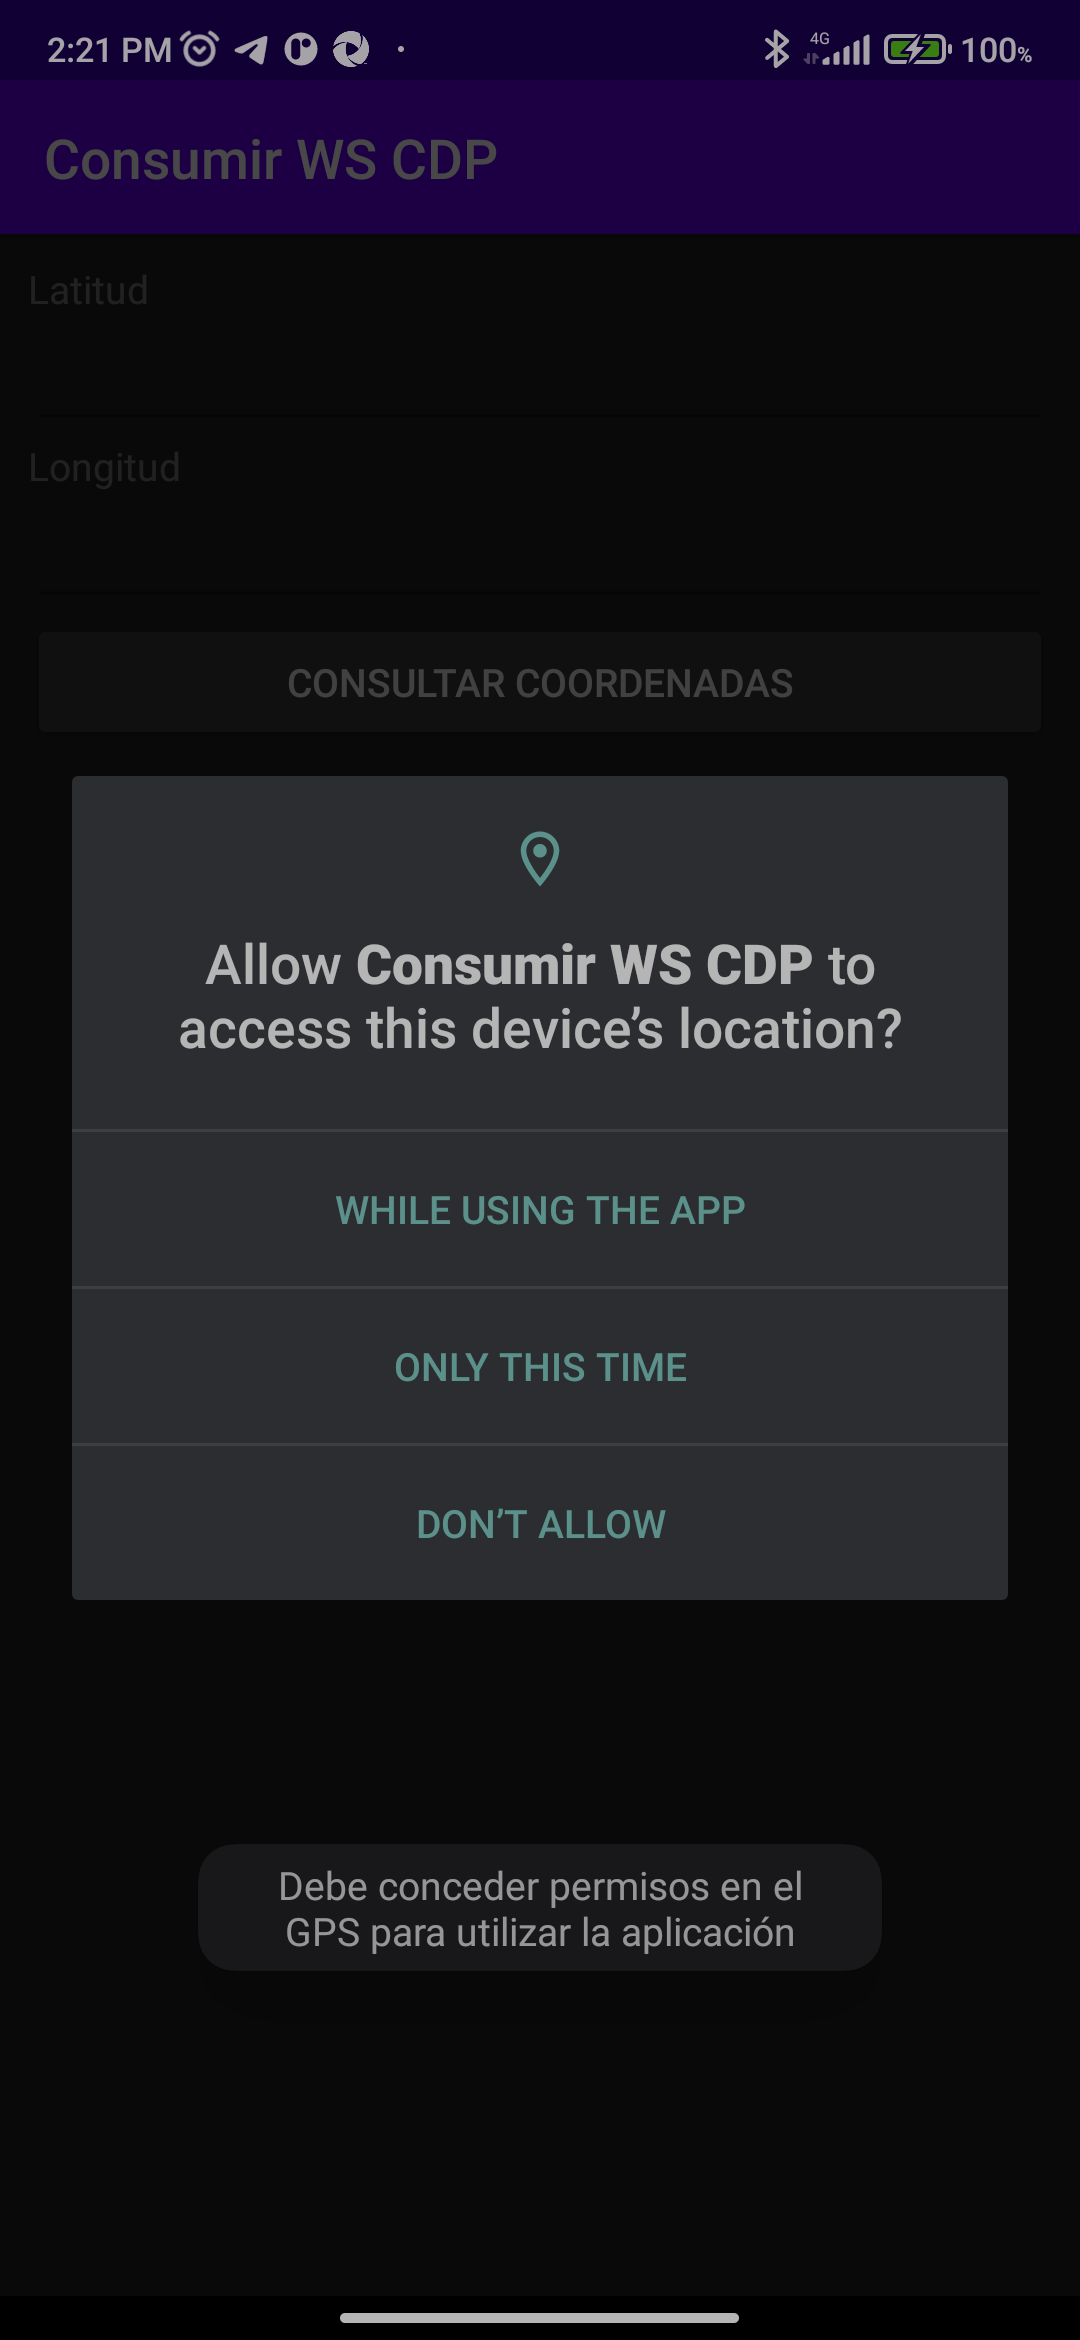 2:21 PM 4G 100%
Consumir WS CDP
Latitud
Longitud
CONSULTAR COORDENADAS
Allow Consumir WS CDP to
access this device’s location?
WHILE USING THE APP
ONLY THIS TIME
DON’T ALLOW
Debe conceder permisos en el
GPS para utilizar la aplicación